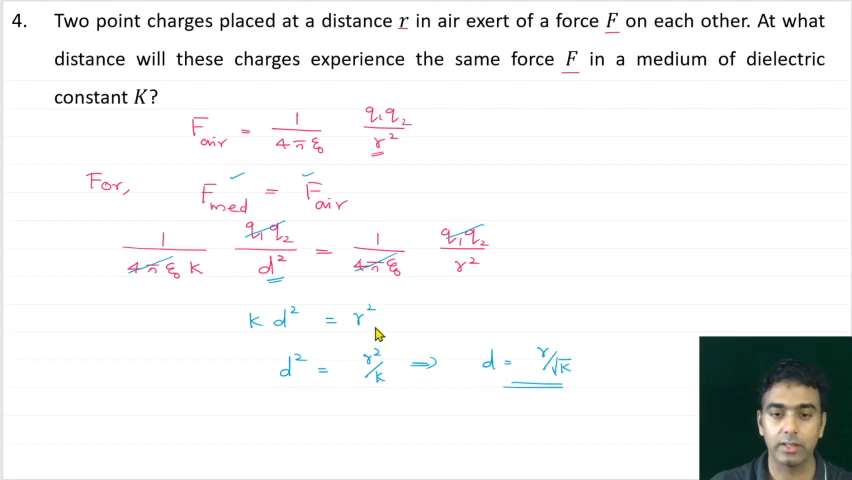 4. Two point charges placed at a distance r in air exert of a force F on each other. At what
distance will these charges experience the same force F in a medium of dielectric
constant K?
F_air = 1/(4πε₀) q₁q₂/r²
For, F_med = F_air
1/(4πε₀K) q₁q₂/d² = 1/(4πε₀) q₁q₂/r²
K d² = r²
d² = r²/K ⇒ d = r/√K